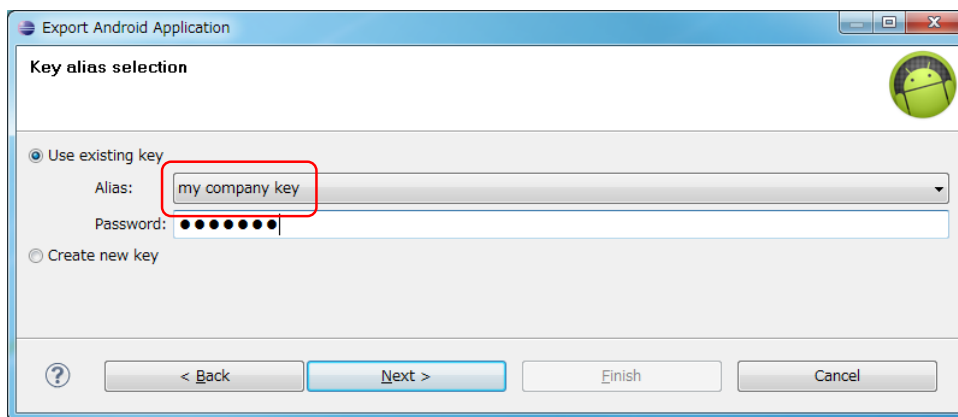 Export Android Application
Key alias selection
Use existing key
Alias: my company key
Password: ●●●●●●●
Create new key
? < Back Next > Finish Cancel